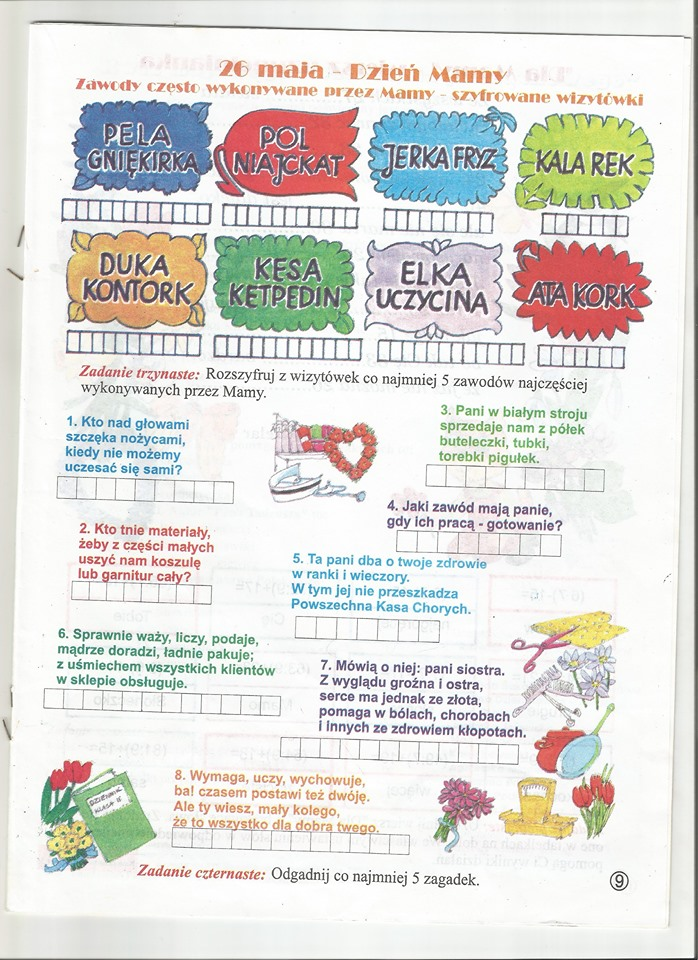 26 maja - Dzień Mamy
Zawody często wykonywane przez Mamy - szyfrowane wizytówki
PELA
GNIĘKIRKA
POL
NIAJCKAT
JERKA FRYZ
KALA REK
DUKA
KONTORK
KESA
KETPEDIN
ELKA
UCZYCINA
ATA KORK
Zadanie trzynaste: Rozszyfruj z wizytówek co najmniej 5 zawodów najczęściej
wykonywanych przez Mamy.
1. Kto nad głowami
szczęka nożycami,
kiedy nie możemy
uczesać się sami?
3. Pani w białym stroju
sprzedaje nam z półek
buteleczki, tubki,
torebki pigułek.
4. Jaki zawód mają panie,
gdy ich pracą - gotowanie?
2. Kto tnie materiały,
żeby z części małych
uszyć nam koszulę
lub garnitur cały?
5. Ta pani dba o twoje zdrowie
w ranki i wieczory.
W tym jej nie przeszkadza
Powszechna Kasa Chorych.
6. Sprawnie waży, liczy, podaje,
mądrze doradzi, ładnie pakuje;
z uśmiechem wszystkich klientów
w sklepie obsługuje.
7. Mówią o niej: pani siostra.
Z wyglądu groźna i ostra,
serce ma jednak ze złota,
pomaga w bólach, chorobach
i innych ze zdrowiem kłopotach.
DZIENNIK
KLASA II
8. Wymaga, uczy, wychowuje,
ba! czasem postawi też dwóję.
Ale ty wiesz, mały kolego,
że to wszystko dla dobra twego.
Zadanie czternaste: Odgadnij co najmniej 5 zagadek.
9